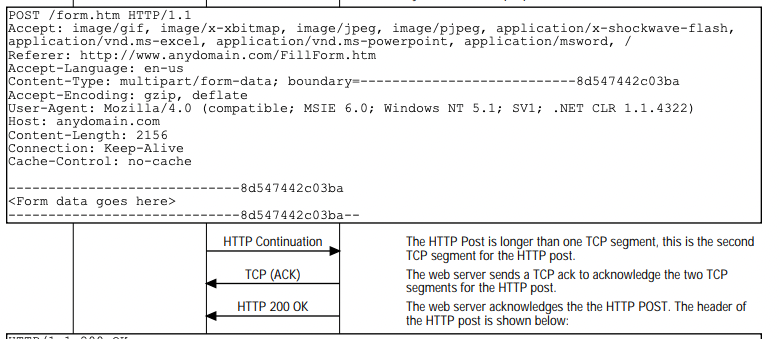 POST /form.htm HTTP/1.1
Accept: image/gif, image/x-xbitmap, image/jpeg, image/pjpeg, application/x-shockwave-flash,
application/vnd.ms-excel, application/vnd.ms-powerpoint, application/msword, /
Referer: http://www.anydomain.com/FillForm.htm
Accept-Language: en-us
Content-Type: multipart/form-data; boundary=---------------------------8d547442c03ba
Accept-Encoding: gzip, deflate
User-Agent: Mozilla/4.0 (compatible; MSIE 6.0; Windows NT 5.1; SV1; .NET CLR 1.1.4322)
Host: anydomain.com
Content-Length: 2156
Connection: Keep-Alive
Cache-Control: no-cache
-----------------------------8d547442c03ba
<Form data goes here>
-----------------------------8d547442c03ba--
HTTP Continuation
The HTTP Post is longer than one TCP segment, this is the second
TCP segment for the HTTP post.
TCP (ACK)
The web server sends a TCP ack to acknowledge the two TCP
segments for the HTTP post.
HTTP 200 OK
The web server acknowledges the the HTTP POST. The header of
the HTTP post is shown below:
HTTP/1.1 200 OK